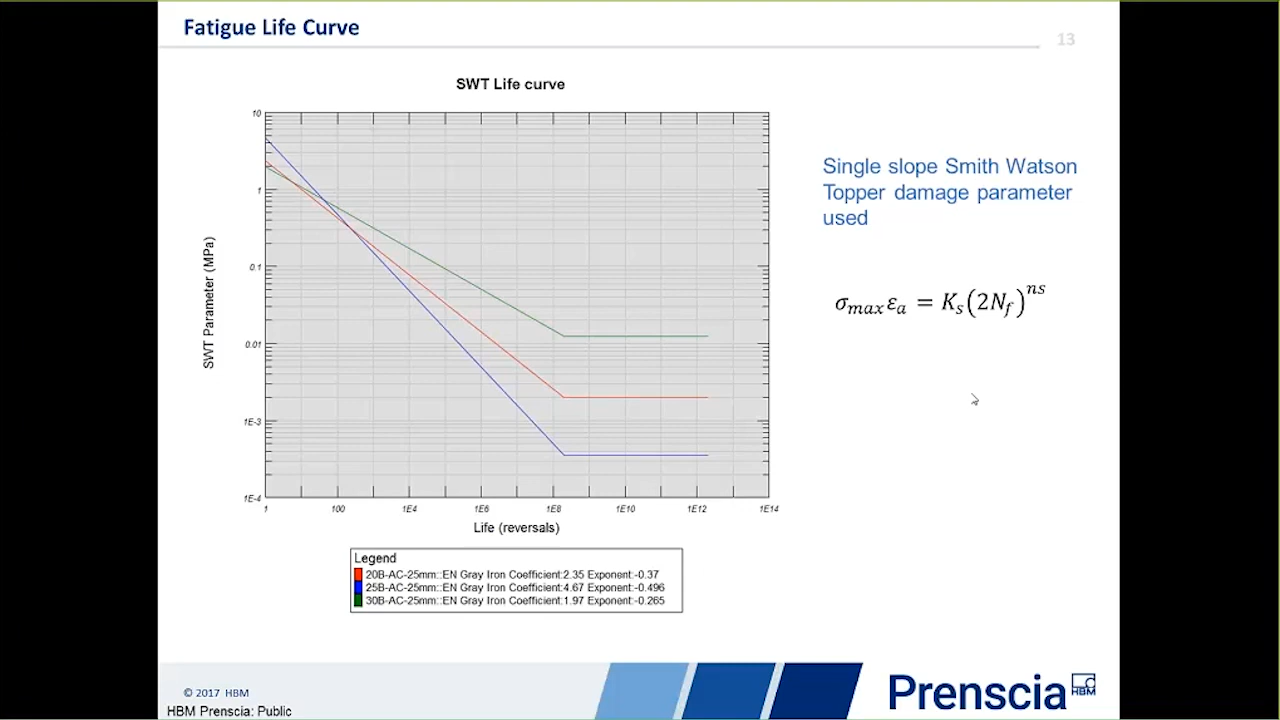 Fatigue Life Curve
13
SWT Life curve
10
1
0.1
0.01
1E-3
1E-4
SWT Parameter (MPa)
1 100 1E4 1E6 1E8 1E10 1E12 1E14
Life (reversals)
Legend
20B-AC-25mm::EN Gray Iron Coefficient:2.35 Exponent:-0.37
25B-AC-25mm::EN Gray Iron Coefficient:4.67 Exponent:-0.496
30B-AC-25mm::EN Gray Iron Coefficient:1.97 Exponent:-0.265
Single slope Smith Watson
Topper damage parameter
used
σ_max ε_a = K_s(2N_f)^ns
© 2017 HBM
HBM Prenscia: Public
Prenscia HBM